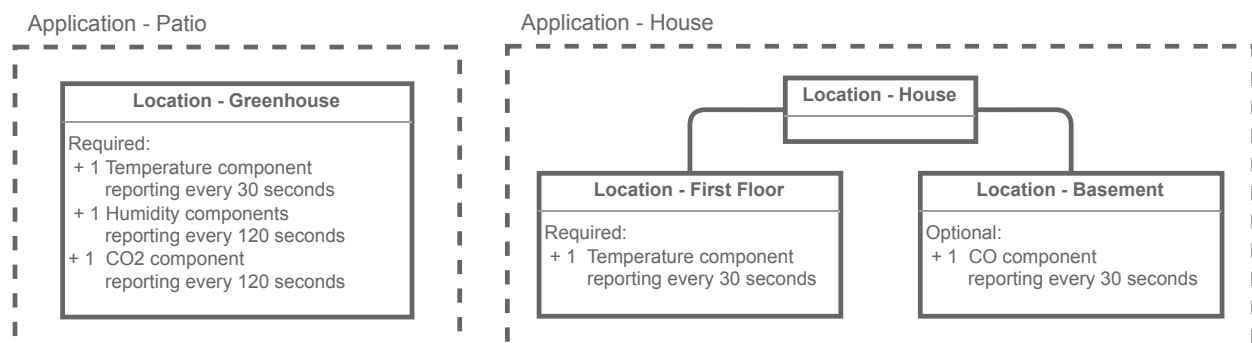 Application - Patio
Location - Greenhouse
Required:
+ 1 Temperature component
reporting every 30 seconds
+ 1 Humidity components
reporting every 120 seconds
+ 1 CO2 component
reporting every 120 seconds
Application - House
Location - House
Location - First Floor
Required:
+ 1 Temperature component
reporting every 30 seconds
Location - Basement
Optional:
+ 1 CO component
reporting every 30 seconds